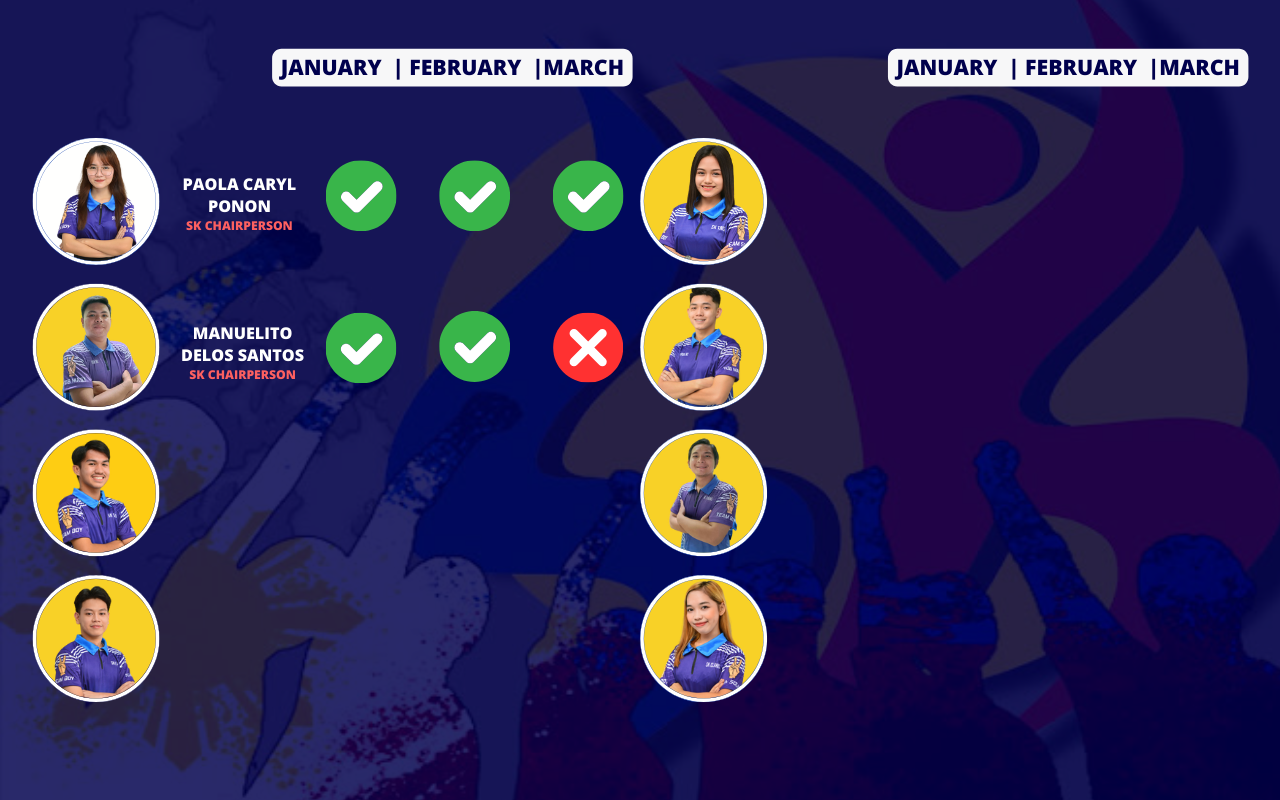 JANUARY | FEBRUARY |MARCH
JANUARY | FEBRUARY |MARCH
PAOLA CARYL
PONON
SK CHAIRPERSON
MANUELITO
DELOS SANTOS
SK CHAIRPERSON